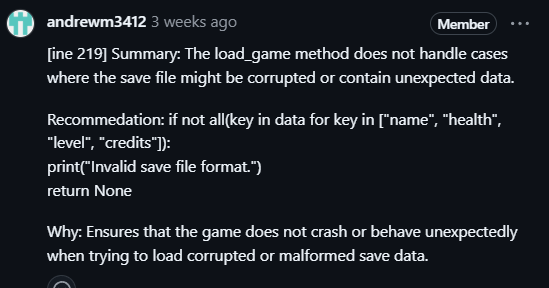 andrewm3412 3 weeks ago Member ...
[ine 219] Summary: The load_game method does not handle cases
where the save file might be corrupted or contain unexpected data.
Recommedation: if not all(key in data for key in ["name", "health",
"level", "credits"]):
print("Invalid save file format.")
return None
Why: Ensures that the game does not crash or behave unexpectedly
when trying to load corrupted or malformed save data.